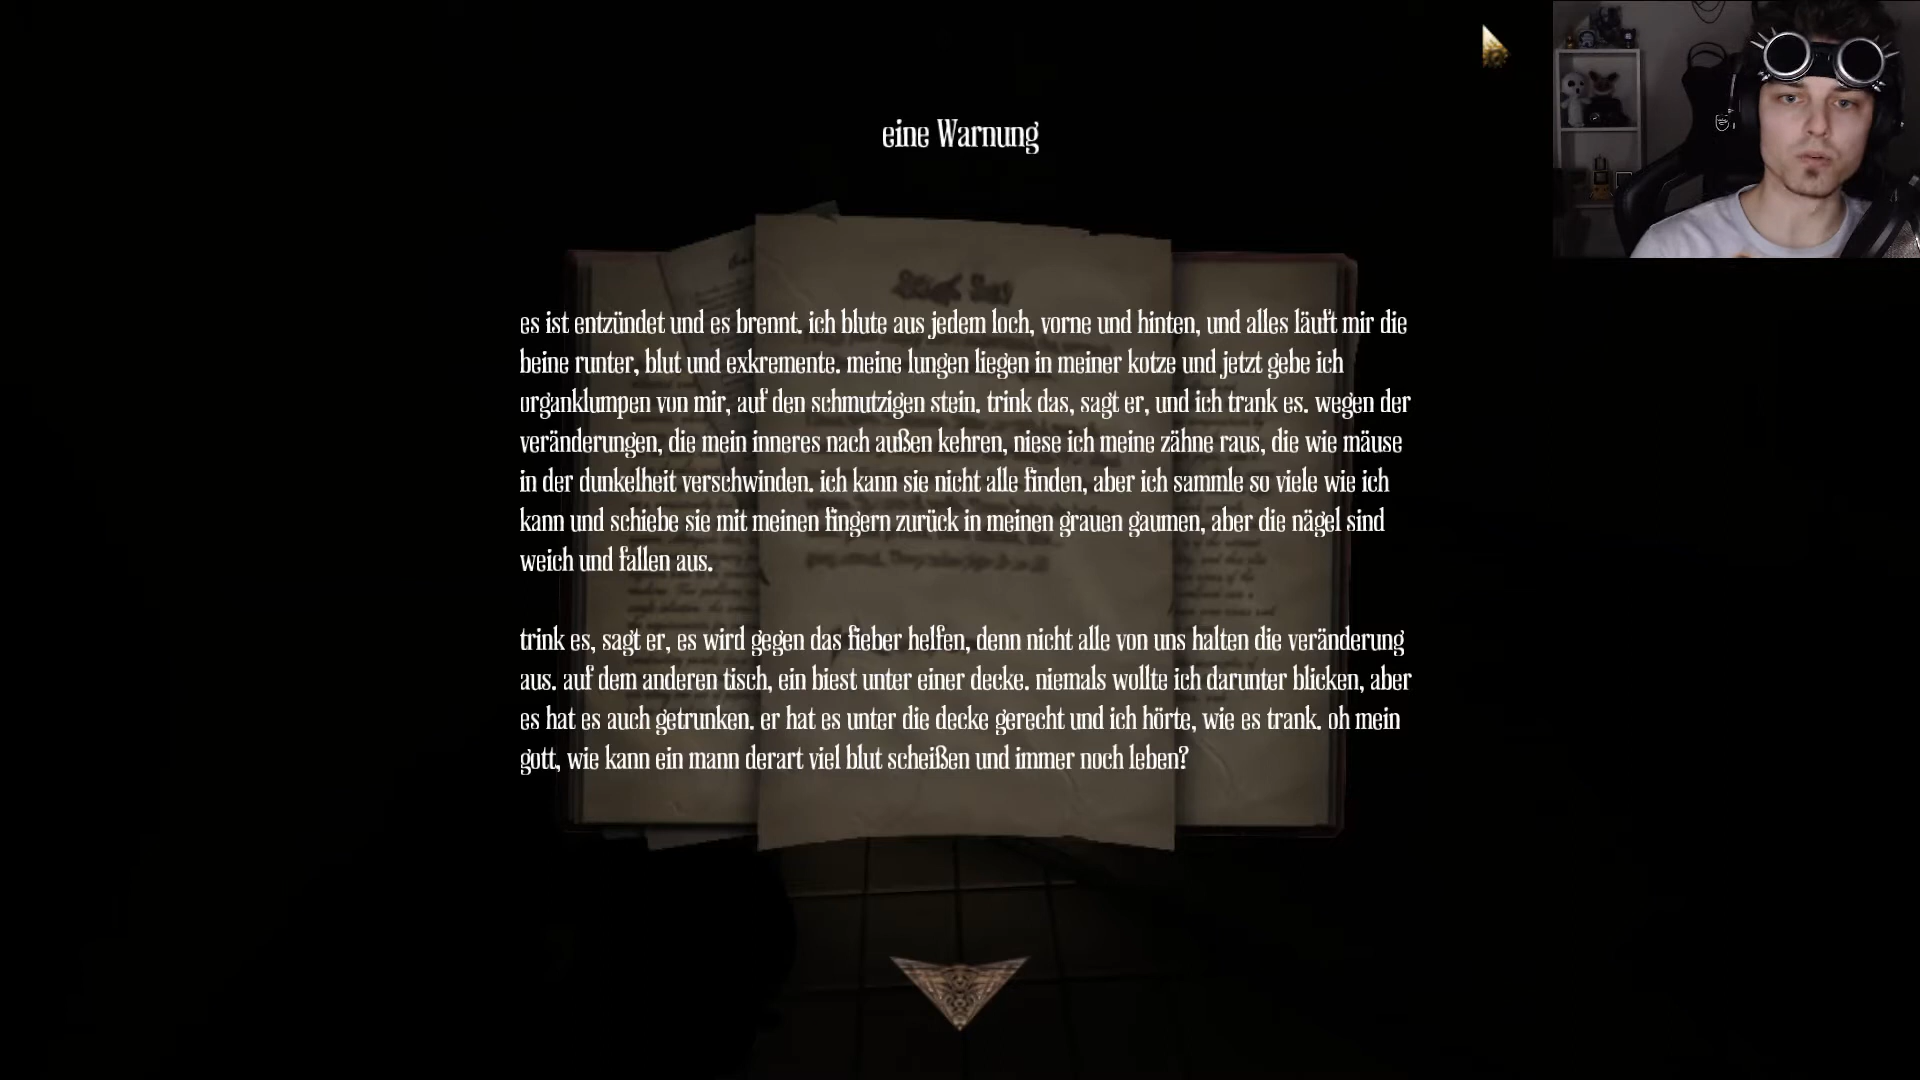 eine Warnung
es ist entzündet und es brennt. ich blute aus jedem loch, vorne und hinten, und alles läuft mir die
beine runter, blut und exkremente. meine lungen liegen in meiner kotze und jetzt gebe ich
organklumpen von mir, auf den schmutzigen stein. trink das, sagt er, und ich trank es. wegen der
veränderungen, die mein inneres nach außen kehren, niese ich meine zähne raus, die wie mäuse
in der dunkelheit verschwinden. ich kann sie nicht alle finden, aber ich sammle so viele wie ich
kann und schiebe sie mit meinen fingern zurück in meinen grauen gaumen, aber die nägel sind
weich und fallen aus.
trink es, sagt er, es wird gegen das fieber helfen, denn nicht alle von uns halten die veränderung
aus. auf dem anderen tisch, ein biest unter einer decke. niemals wollte ich darunter blicken, aber
es hat es auch getrunken. er hat es unter die decke gerecht und ich hörte, wie es trank. oh mein
gott, wie kann ein mann derart viel blut scheißen und immer noch leben?